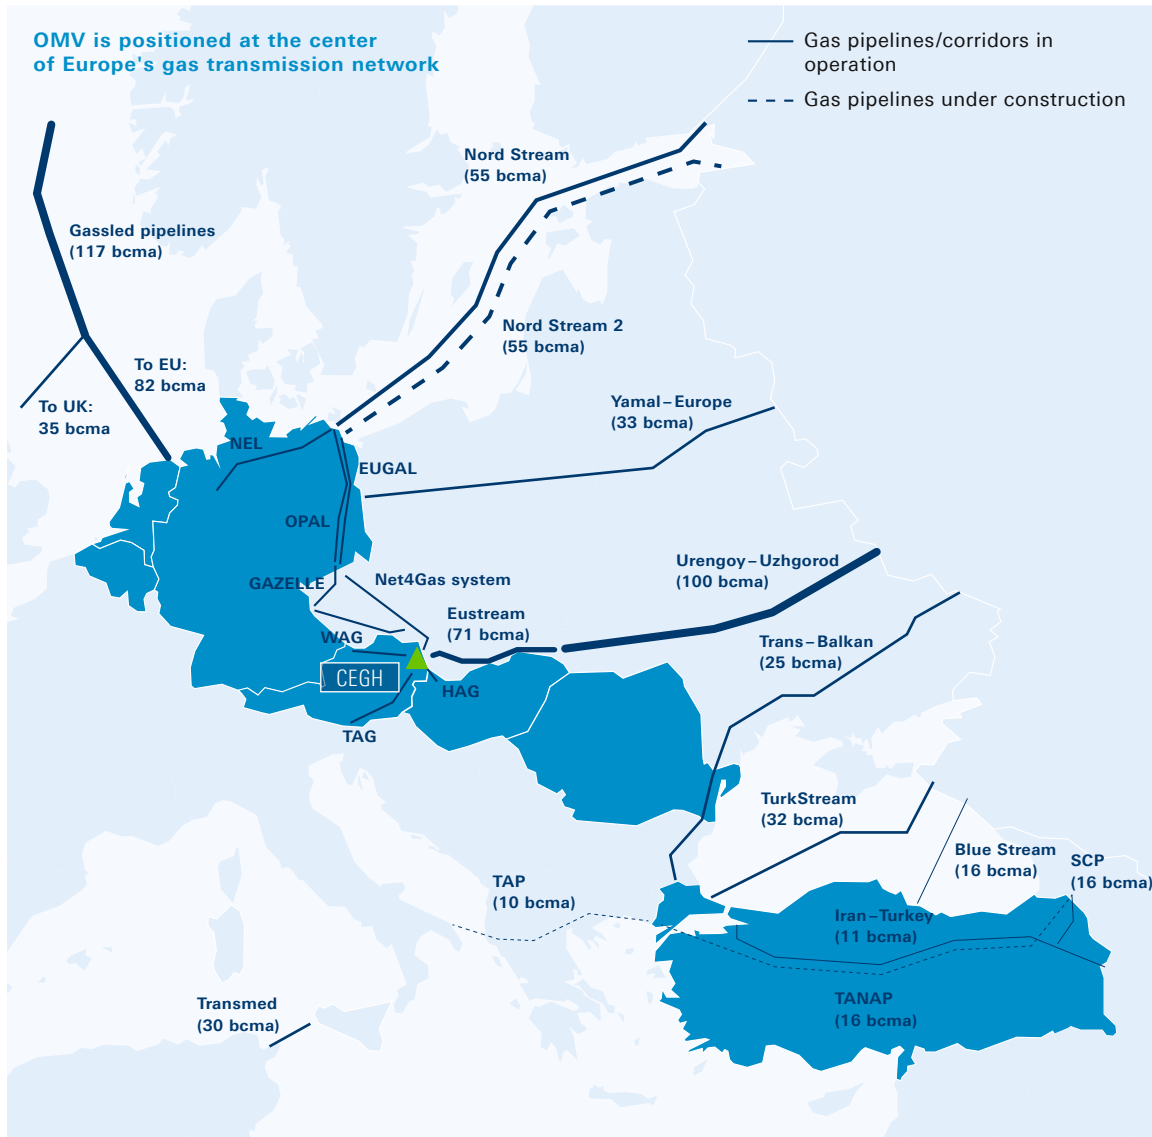 OMV is positioned at the center
of Europe's gas transmission network
Gas pipelines/corridors in
operation
Gas pipelines under construction
Nord Stream
(55 bcma)
Gassled pipelines
(117 bcma)
Nord Stream 2
(55 bcma)
To EU:
82 bcma
To UK:
35 bcma
Yamal–Europe
(33 bcma)
NEL
EUGAL
OPAL
GAZELLE
Net4Gas system
Urengoy–Uzhgorod
(100 bcma)
Eustream
(71 bcma)
WAG
Trans–Balkan
(25 bcma)
CEGH
HAG
TAG
TurkStream
(32 bcma)
Blue Stream
(16 bcma)
SCP
(16 bcma)
TAP
(10 bcma)
Iran–Turkey
(11 bcma)
TANAP
(16 bcma)
Transmed
(30 bcma)